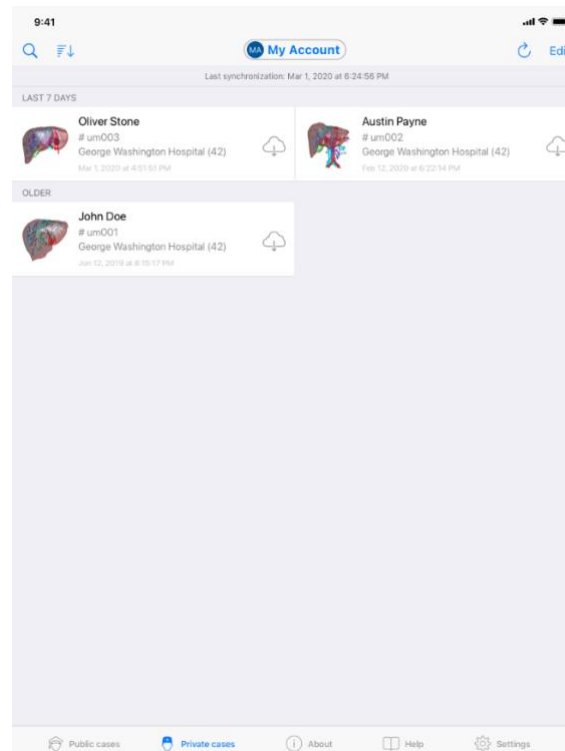 9:41
MA My Account
Edi
Last synchronization: Mar 1, 2020 at 6:24:56 PM
LAST 7 DAYS
Oliver Stone
# um003
George Washington Hospital (42)
Mar 1, 2020 at 4:51:51 PM
Austin Payne
# um002
George Washington Hospital (42)
Feb 12, 2020 at 6:22:14 PM
OLDER
John Doe
# um001
George Washington Hospital (42)
Jun 12, 2019 at 8:15:17 PM
Public cases
Private cases
About
Help
Settings